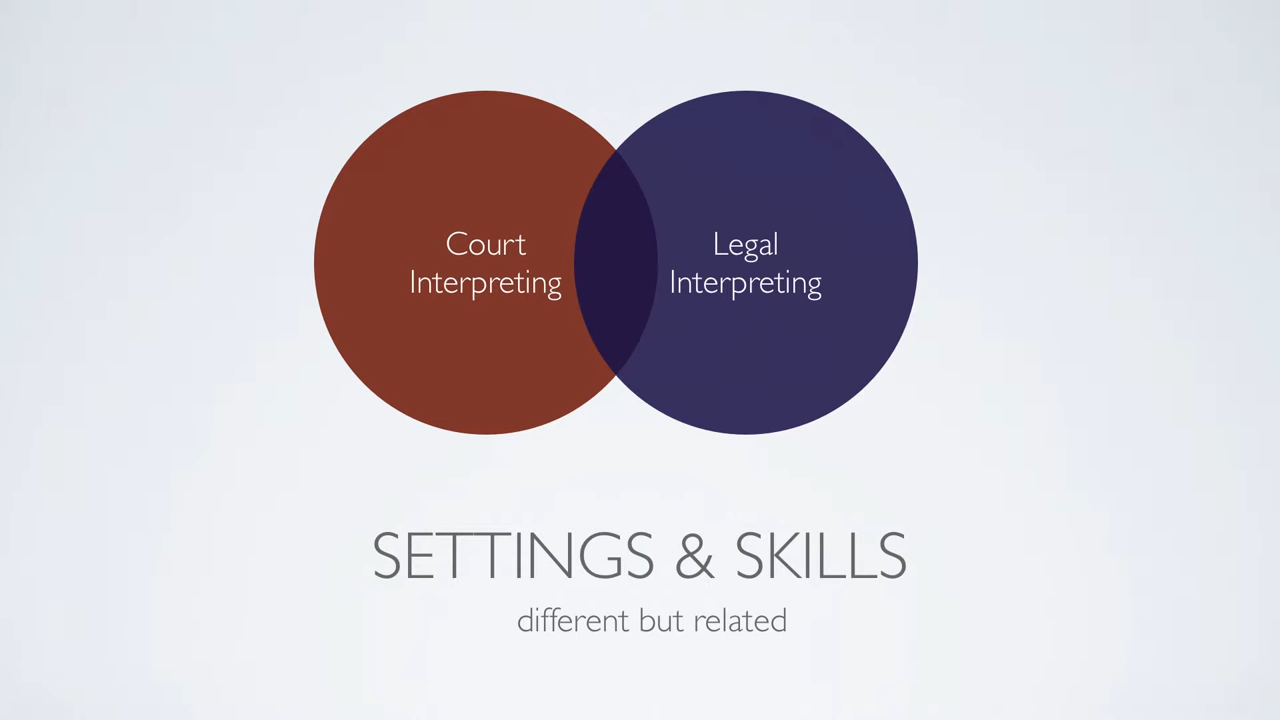 Court
Interpreting
Legal
Interpreting
SETTINGS & SKILLS
different but related